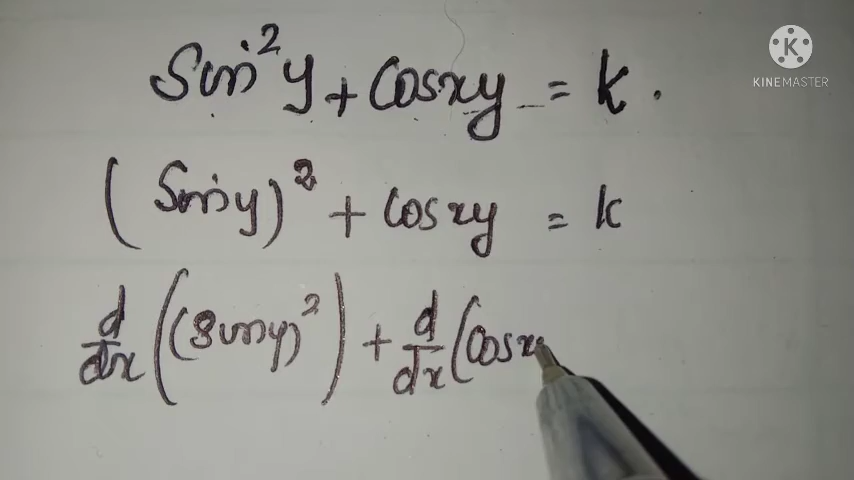 Sin²y + Cosxy = k.
K
KINEMASTER
(Siny)² + Cosxy = k
d/dx((Siny)²) + d/dx(Cosx